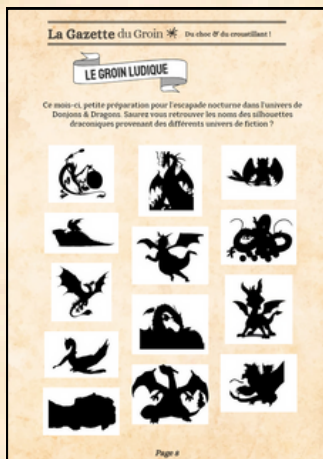 La Gazette du Groin Du choc & du croustillant !
LE GROIN LUDIQUE
Ce mois-ci, petite préparation pour l'escapade nocturne dans l'univers de
Donjons & Dragons. Saurez vous retrouver les noms des silhouettes
draconiques provenant des différents univers de fiction ?
Page 8